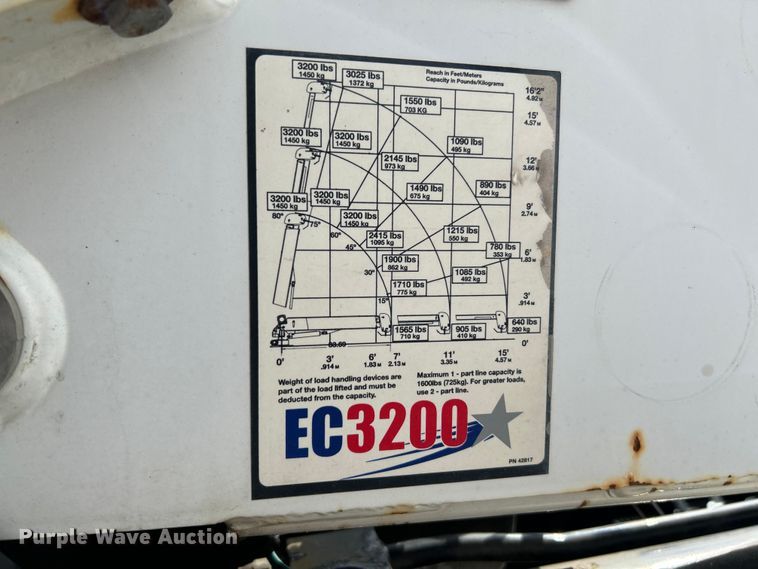 Reach in Feet/Meters
Capacity in Pounds/Kilograms
3200 lbs
1450 kg
3025 lbs
1372 kg
16'2"
4.92 M
1550 lbs
703 KG
15'
4.57 M
3200 lbs
1450 kg
3200 lbs
1450 kg
1090 lbs
495 kg
2145 lbs
973 kg
12'
3.66 M
1490 lbs
675 kg
890 lbs
404 kg
3200 lbs
1450 kg
3200 lbs
1450 kg
9'
2.74 M
80°
75°
3200 lbs
1450 kg
60°
1215 lbs
550 kg
2415 lbs
1095 kg
45°
780 lbs
353 kg
6'
1.83 M
1900 lbs
862 kg
30°
1085 lbs
492 kg
1710 lbs
775 kg
15°
3'
.914 M
1565 lbs
710 kg
905 lbs
410 kg
640 lbs
290 kg
0'
0'
3'
.914 M
6'
1.83 M
7'
2.13 M
11'
3.35 M
15'
4.57 M
Weight of load handling devices are
part of the load lifted and must be
deducted from the capacity.
Maximum 1 - part line capacity is
1600lbs (725kg). For greater loads,
use 2 - part line.
EC3200
PN 42817
Purple Wave Auction